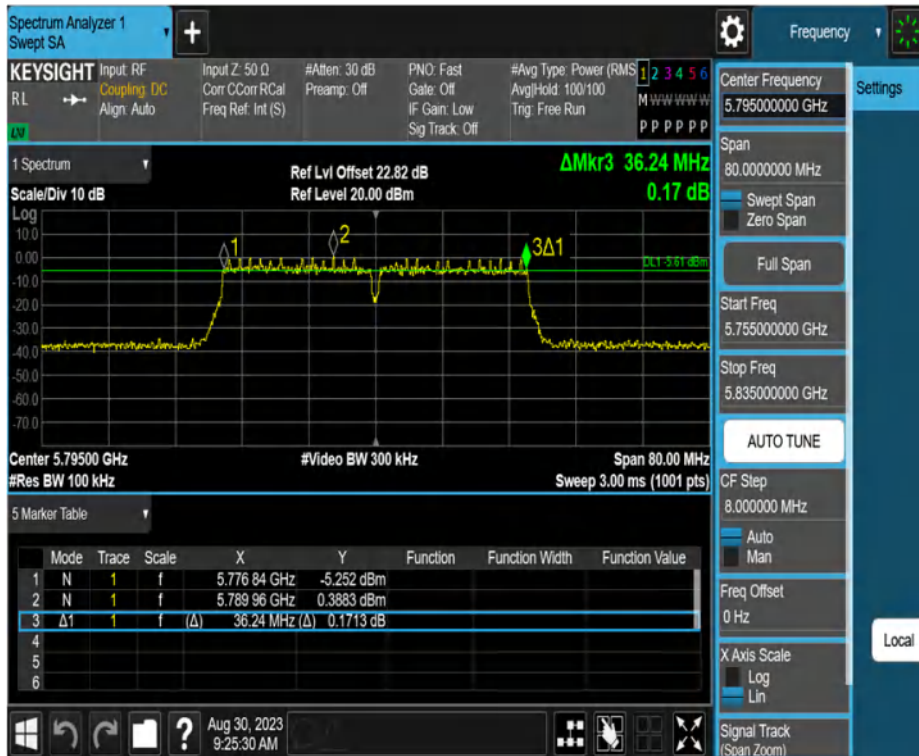 Spectrum Analyzer 1
Swept SA
Frequency
KEYSIGHT
RL
LNI
Input: RF
Coupling: DC
Align: Auto
Input Z: 50 Ω
Corr CCorr RCal
Freq Ref: Int (S)
#Atten: 30 dB
Preamp: Off
PNO: Fast
Gate: Off
IF Gain: Low
Sig Track: Off
#Avg Type: Power (RMS
Avg|Hold: 100/100
Trig: Free Run
1 2 3 4 5 6
M W W W W W
P P P P P P
1 Spectrum
Scale/Div 10 dB
Ref Lvl Offset 22.82 dB
Ref Level 20.00 dBm
ΔMkr3 36.24 MHz
0.17 dB
Log
10.0
0.00
-10.0
-20.0
-30.0
-40.0
-50.0
-60.0
-70.0
1
2
3Δ1
DL1 -5.61 dBm
Center 5.79500 GHz
#Video BW 300 kHz
Span 80.00 MHz
#Res BW 100 kHz
Sweep 3.00 ms (1001 pts)
5 Marker Table
Mode Trace Scale X Y Function Function Width Function Value
1 N 1 f 5.776 84 GHz -5.252 dBm
2 N 1 f 5.789 96 GHz 0.3883 dBm
3 Δ1 1 f (Δ) 36.24 MHz (Δ) 0.1713 dB
4
5
6
Aug 30, 2023
9:25:30 AM
Center Frequency
5.795000000 GHz
Span
80.0000000 MHz
Swept Span
Zero Span
Full Span
Start Freq
5.755000000 GHz
Stop Freq
5.835000000 GHz
AUTO TUNE
CF Step
8.000000 MHz
Auto
Man
Freq Offset
0 Hz
X Axis Scale
Log
Lin
Signal Track
(Span Zoom)
Settings
Local